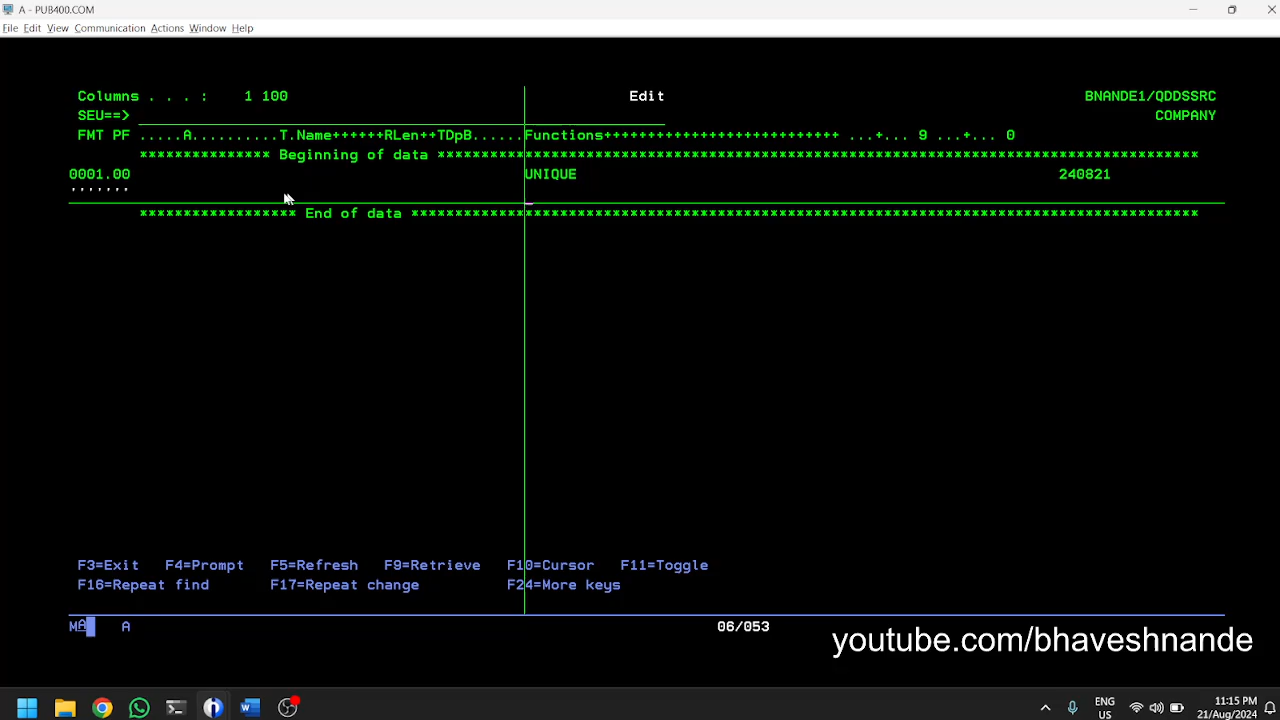 A - PUB400.COM
File Edit View Communication Actions Window Help
Columns . . . :    1 100    Edit    BNANDE1/QDDSSRC
SEU==>    COMPANY
FMT PF .....A..........T.Name++++++RLen++TDpB......Functions+++++++++++++++++++++++++++ ...+... 9 ...+... 0
*************** Beginning of data ****************************************************************************************
0001.00    UNIQUE    240821
'''''''
****************** End of data *******************************************************************************************
F3=Exit   F4=Prompt   F5=Refresh   F9=Retrieve   F10=Cursor   F11=Toggle
F16=Repeat find       F17=Repeat change          F24=More keys
MA    A    06/053
youtube.com/bhaveshnande
ENG
US
11:15 PM
21/Aug/2024